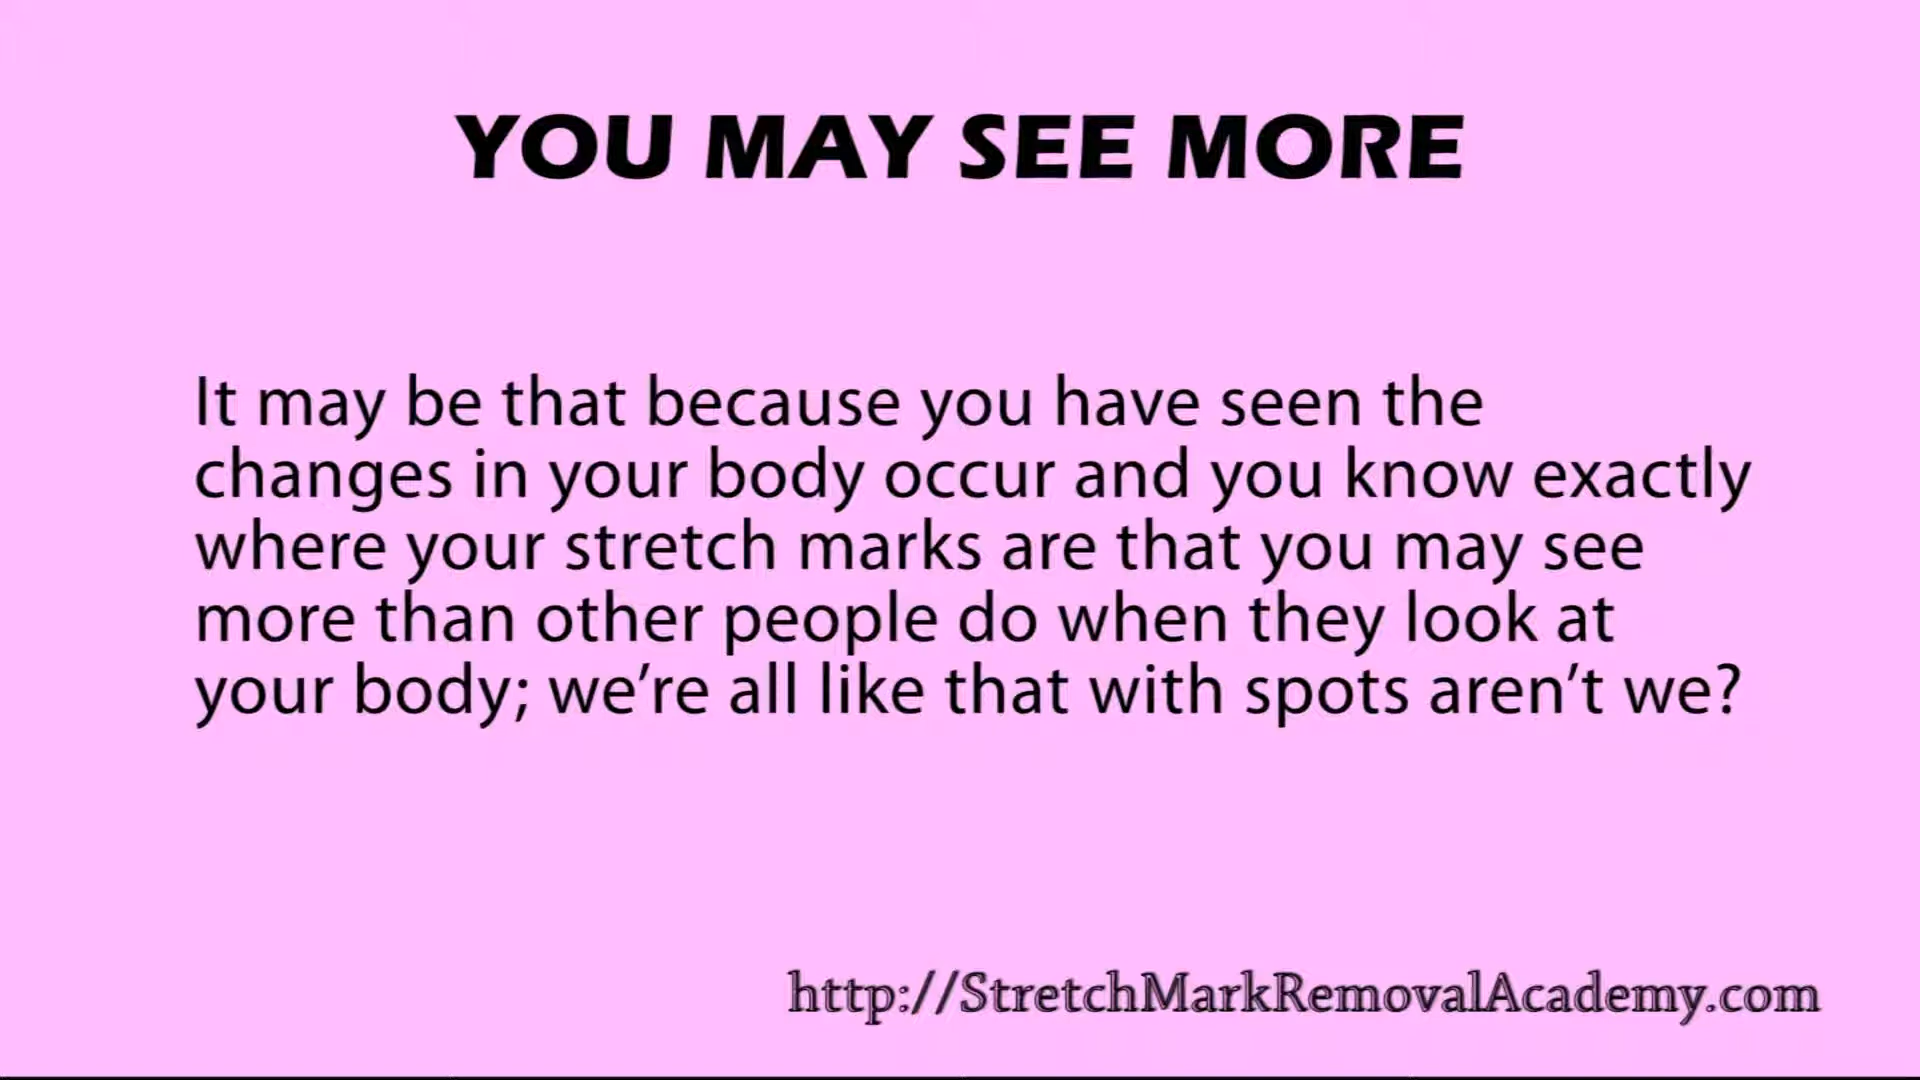 YOU MAY SEE MORE
It may be that because you have seen the
changes in your body occur and you know exactly
where your stretch marks are that you may see
more than other people do when they look at
your body; we’re all like that with spots aren’t we?
http://StretchMarkRemovalAcademy.com